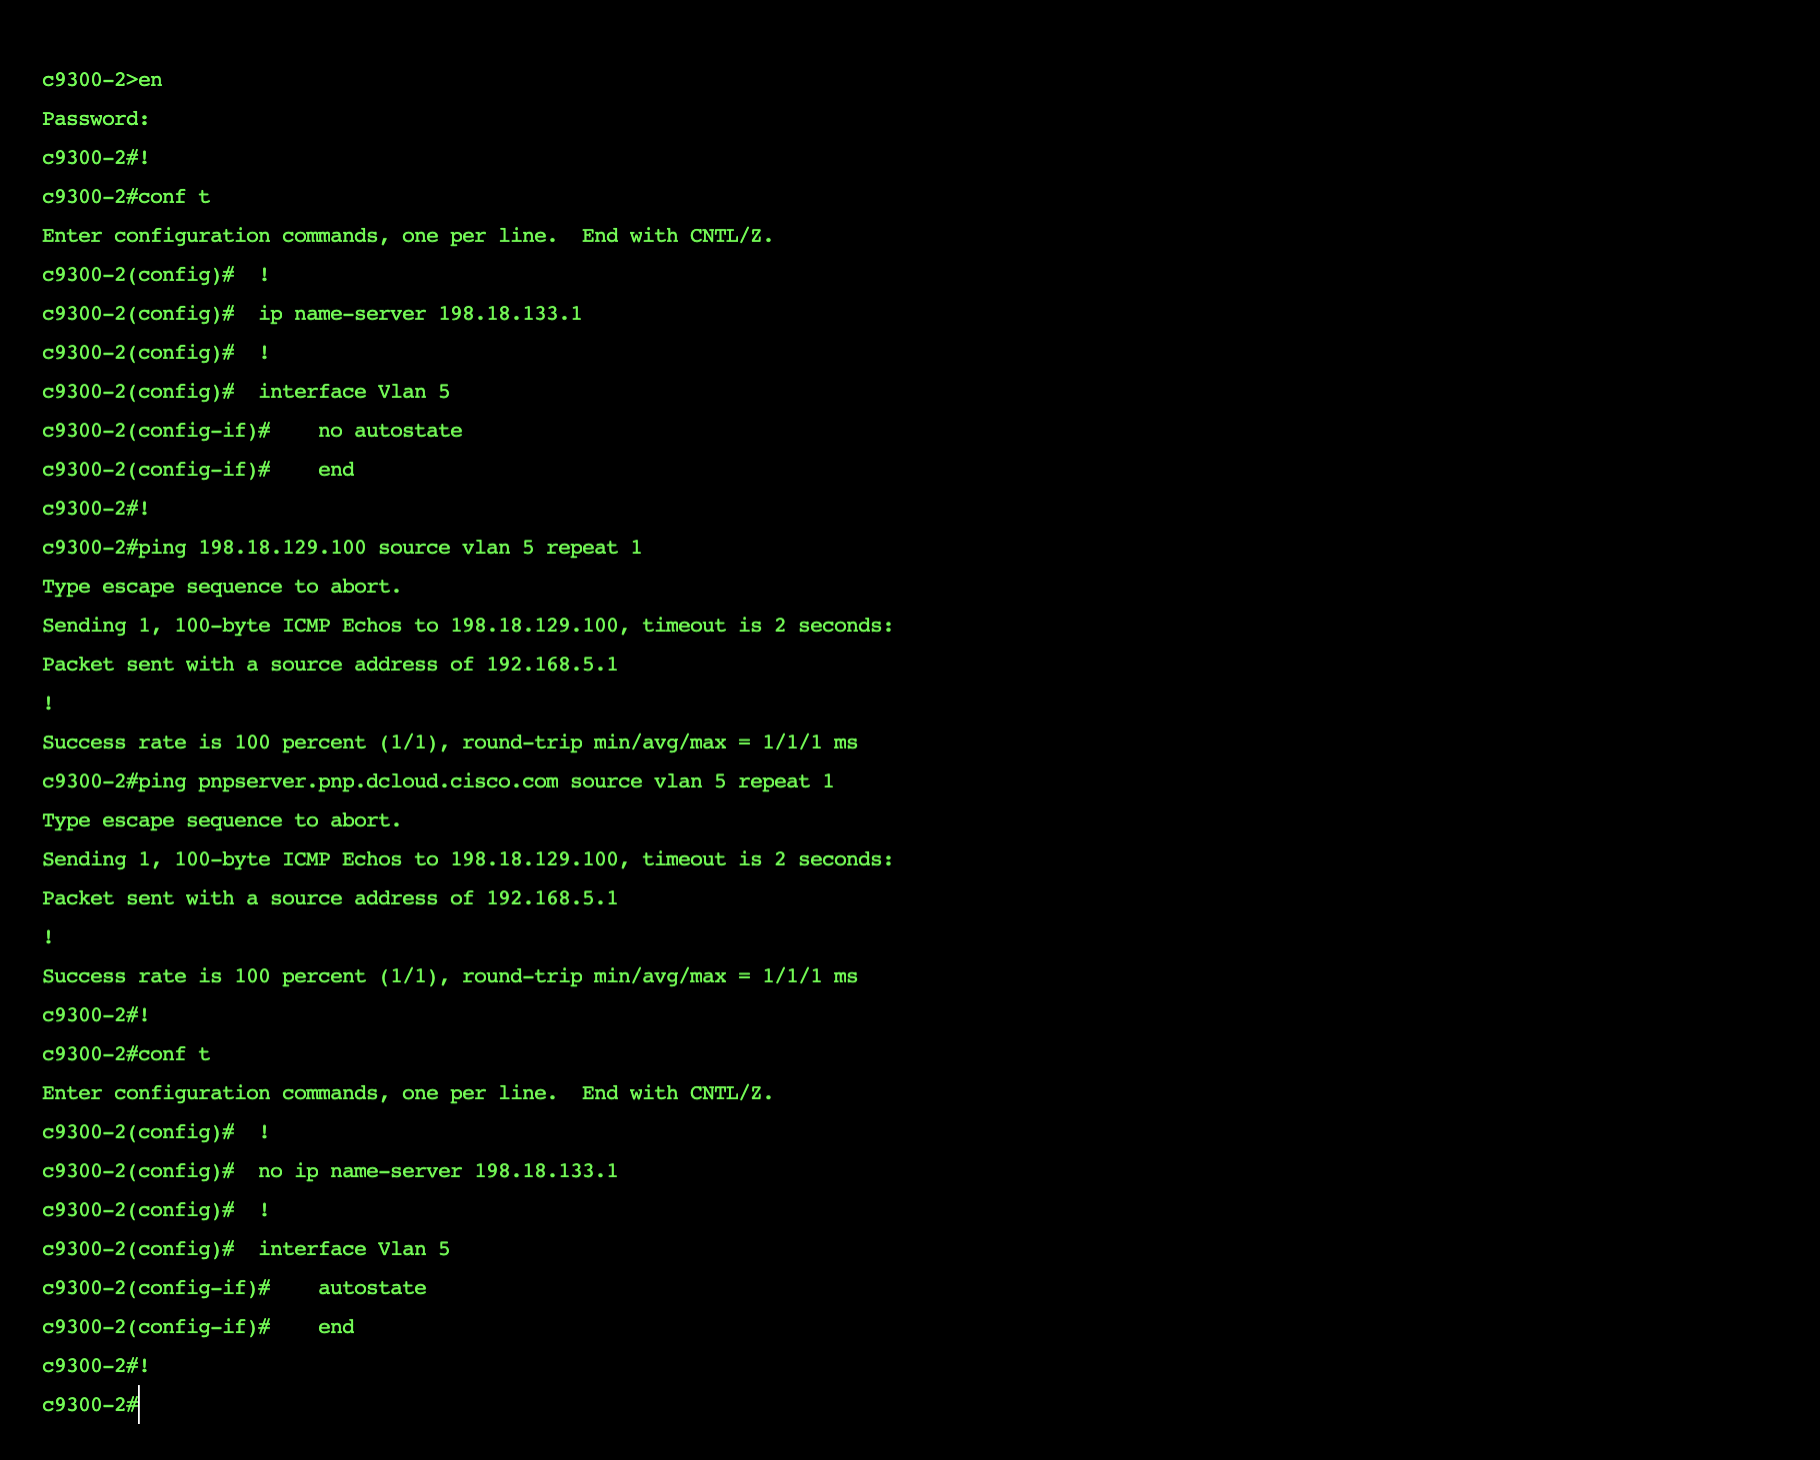 c9300-2>en
Password:
c9300-2#!
c9300-2#conf t
Enter configuration commands, one per line.  End with CNTL/Z.
c9300-2(config)#  !
c9300-2(config)#  ip name-server 198.18.133.1
c9300-2(config)#  !
c9300-2(config)#  interface Vlan 5
c9300-2(config-if)#    no autostate
c9300-2(config-if)#    end
c9300-2#!
c9300-2#ping 198.18.129.100 source vlan 5 repeat 1
Type escape sequence to abort.
Sending 1, 100-byte ICMP Echos to 198.18.129.100, timeout is 2 seconds:
Packet sent with a source address of 192.168.5.1
!
Success rate is 100 percent (1/1), round-trip min/avg/max = 1/1/1 ms
c9300-2#ping pnpserver.pnp.dcloud.cisco.com source vlan 5 repeat 1
Type escape sequence to abort.
Sending 1, 100-byte ICMP Echos to 198.18.129.100, timeout is 2 seconds:
Packet sent with a source address of 192.168.5.1
!
Success rate is 100 percent (1/1), round-trip min/avg/max = 1/1/1 ms
c9300-2#!
c9300-2#conf t
Enter configuration commands, one per line.  End with CNTL/Z.
c9300-2(config)#  !
c9300-2(config)#  no ip name-server 198.18.133.1
c9300-2(config)#  !
c9300-2(config)#  interface Vlan 5
c9300-2(config-if)#    autostate
c9300-2(config-if)#    end
c9300-2#!
c9300-2#